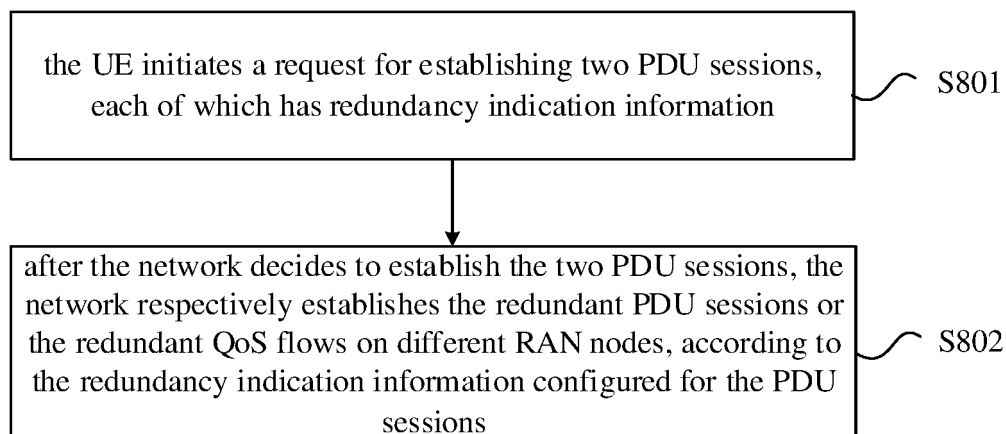 the UE initiates a request for establishing two PDU sessions,
each of which has redundancy indication information
S801
after the network decides to establish the two PDU sessions, the
network respectively establishes the redundant PDU sessions or
the redundant QoS flows on different RAN nodes, according to
the redundancy indication information configured for the PDU
sessions
S802